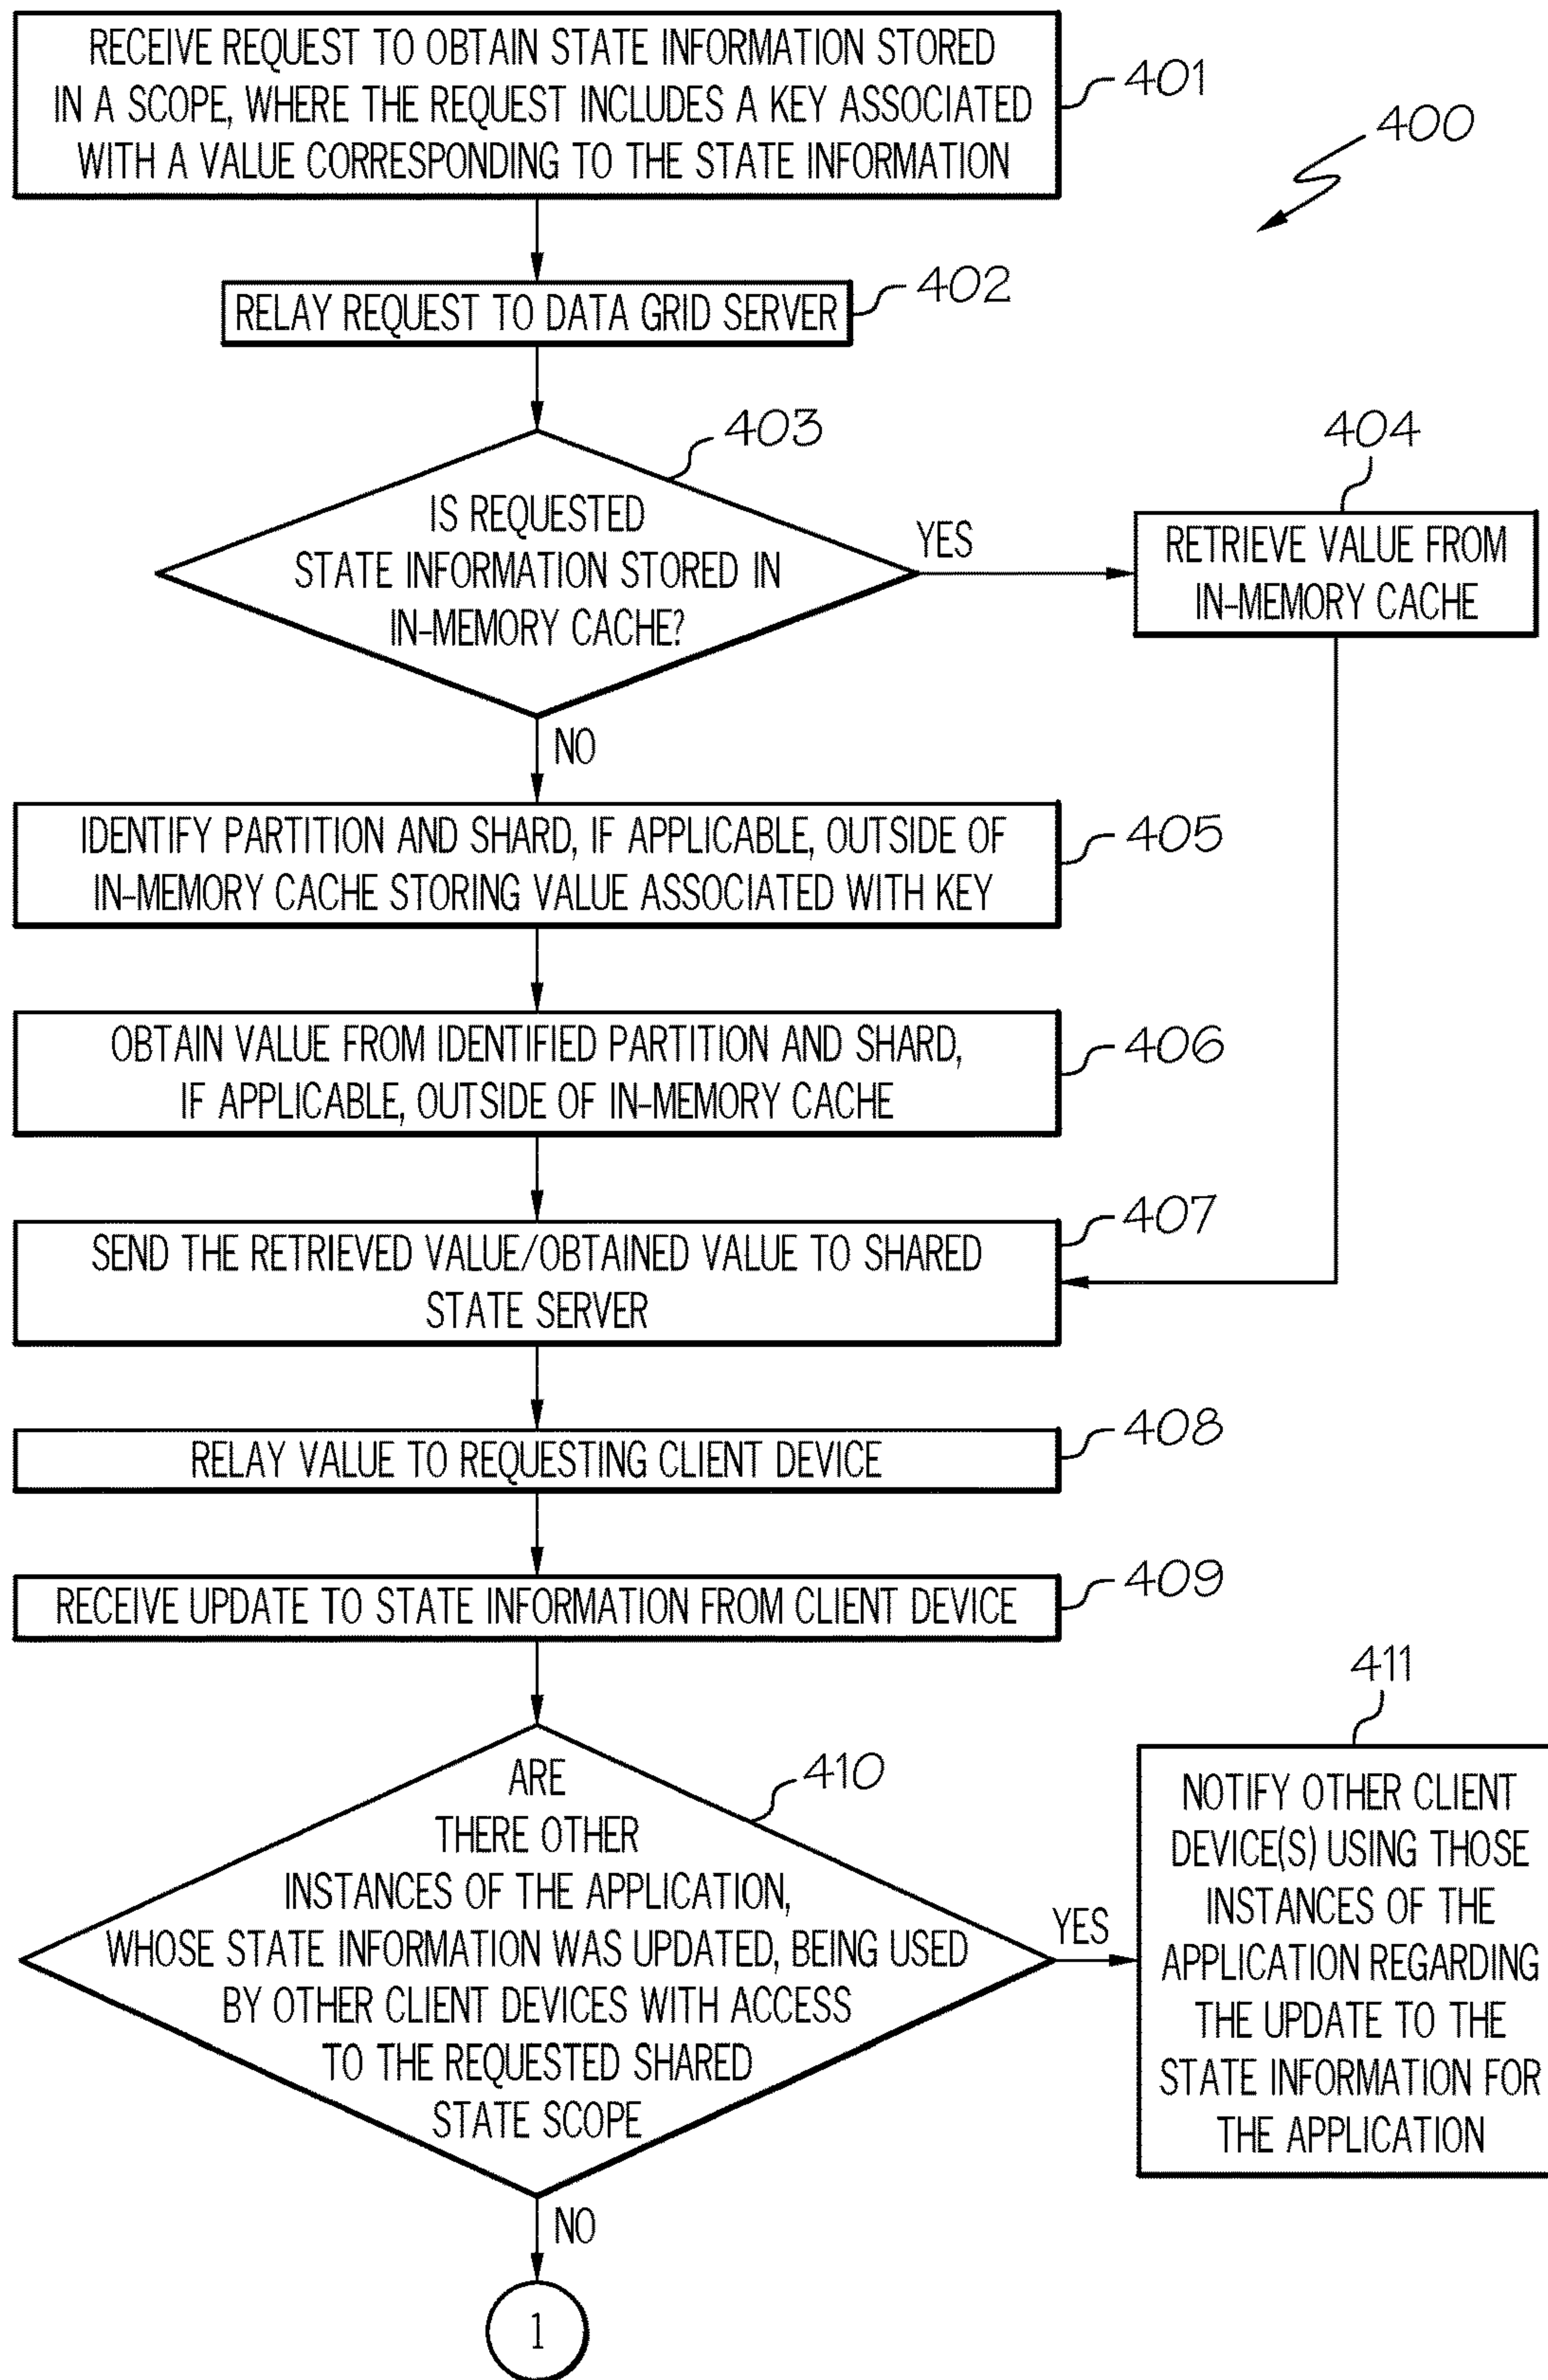 RECEIVE REQUEST TO OBTAIN STATE INFORMATION STORED
IN A SCOPE, WHERE THE REQUEST INCLUDES A KEY ASSOCIATED
WITH A VALUE CORRESPONDING TO THE STATE INFORMATION
401
400
RELAY REQUEST TO DATA GRID SERVER
402
403
IS REQUESTED
STATE INFORMATION STORED IN
IN-MEMORY CACHE?
YES
404
RETRIEVE VALUE FROM
IN-MEMORY CACHE
NO
IDENTIFY PARTITION AND SHARD, IF APPLICABLE, OUTSIDE OF
IN-MEMORY CACHE STORING VALUE ASSOCIATED WITH KEY
405
OBTAIN VALUE FROM IDENTIFIED PARTITION AND SHARD,
IF APPLICABLE, OUTSIDE OF IN-MEMORY CACHE
406
SEND THE RETRIEVED VALUE/OBTAINED VALUE TO SHARED
STATE SERVER
407
RELAY VALUE TO REQUESTING CLIENT DEVICE
408
RECEIVE UPDATE TO STATE INFORMATION FROM CLIENT DEVICE
409
410
ARE
THERE OTHER
INSTANCES OF THE APPLICATION,
WHOSE STATE INFORMATION WAS UPDATED, BEING USED
BY OTHER CLIENT DEVICES WITH ACCESS
TO THE REQUESTED SHARED
STATE SCOPE
YES
411
NOTIFY OTHER CLIENT
DEVICE(S) USING THOSE
INSTANCES OF THE
APPLICATION REGARDING
THE UPDATE TO THE
STATE INFORMATION FOR
THE APPLICATION
NO
1